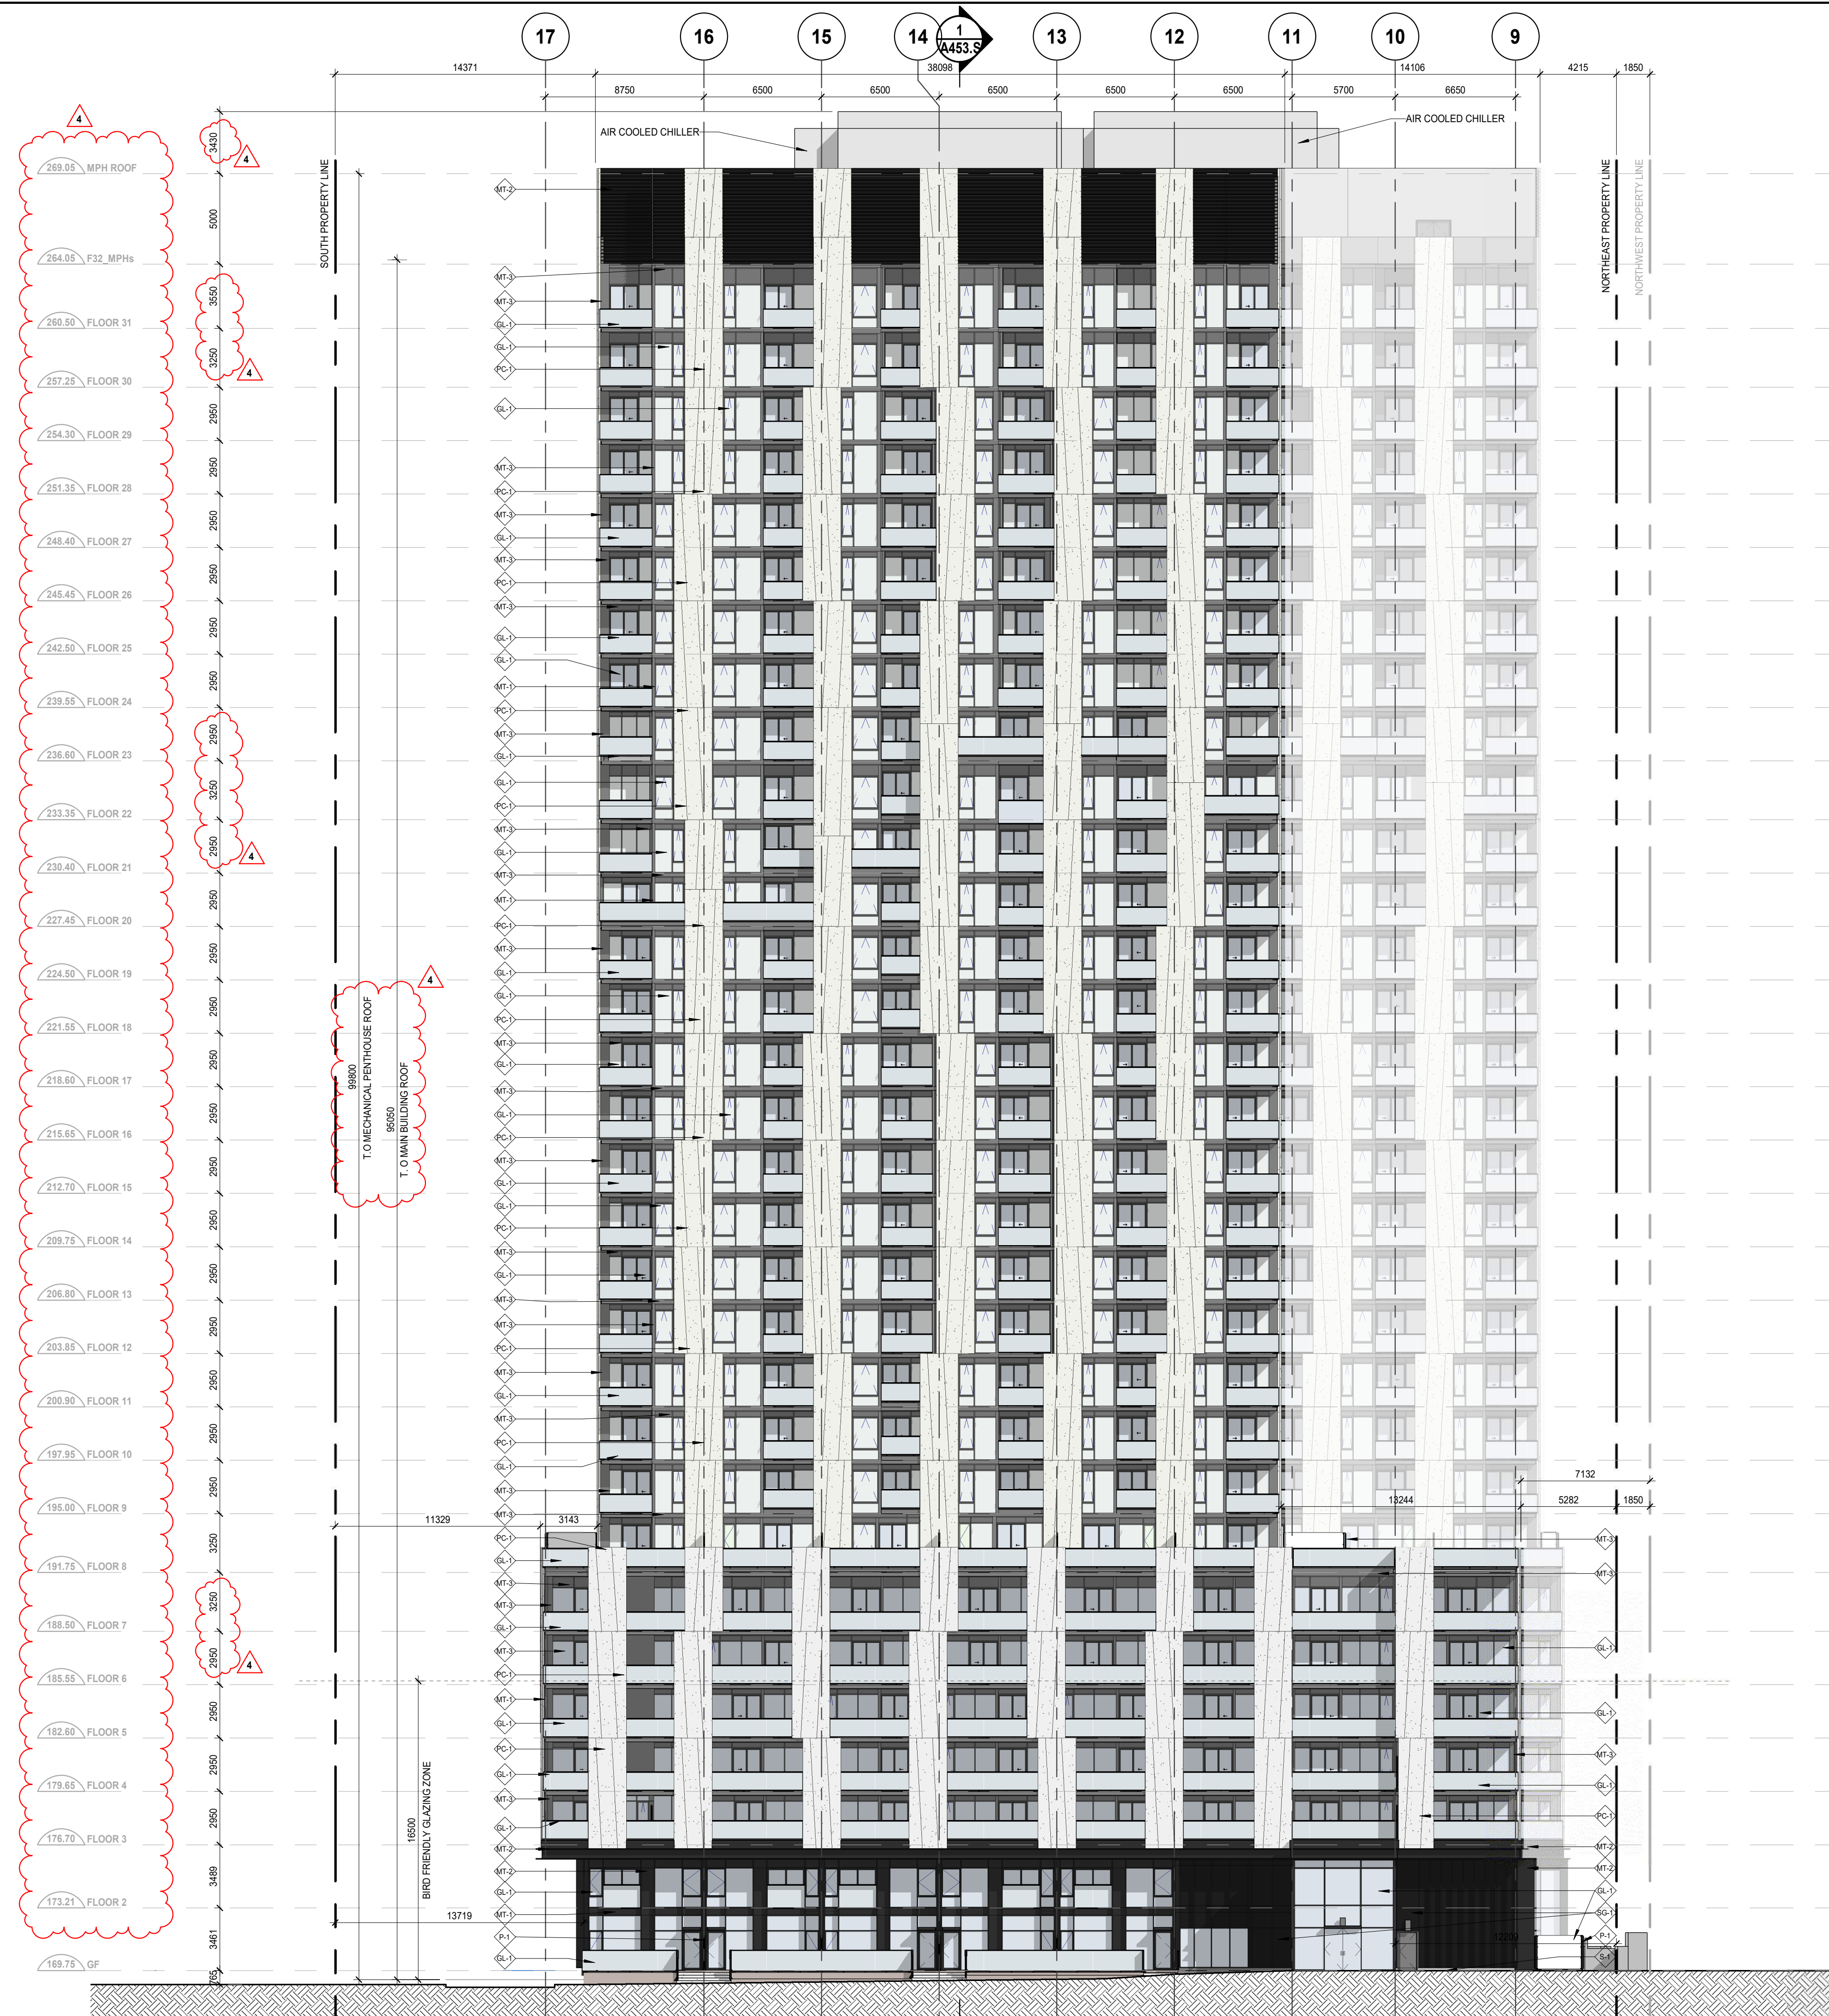 17
16
15
14
1
A453.S
13
12
11
10
9
14371
38098
14106
4215
1850
8750
6500
6500
6500
6500
6500
5700
6650
AIR COOLED CHILLER
AIR COOLED CHILLER
SOUTH PROPERTY LINE
NORTHEAST PROPERTY LINE
NORTHWEST PROPERTY LINE
4
3430
4
269.05 MPH ROOF
5000
264.05 F32_MPHs
3550
260.50 FLOOR 31
3250
4
257.25 FLOOR 30
2950
254.30 FLOOR 29
2950
251.35 FLOOR 28
2950
248.40 FLOOR 27
2950
245.45 FLOOR 26
2950
242.50 FLOOR 25
2950
239.55 FLOOR 24
2950
236.60 FLOOR 23
3250
233.35 FLOOR 22
2950
4
230.40 FLOOR 21
2950
227.45 FLOOR 20
2950
224.50 FLOOR 19
2950
221.55 FLOOR 18
2950
218.60 FLOOR 17
2950
215.65 FLOOR 16
2950
212.70 FLOOR 15
2950
209.75 FLOOR 14
2950
206.80 FLOOR 13
2950
203.85 FLOOR 12
2950
200.90 FLOOR 11
2950
197.95 FLOOR 10
2950
195.00 FLOOR 9
3250
191.75 FLOOR 8
3250
188.50 FLOOR 7
2950
4
185.55 FLOOR 6
2950
182.60 FLOOR 5
2950
179.65 FLOOR 4
2950
176.70 FLOOR 3
3489
173.21 FLOOR 2
3461
169.75 GF
765
4
99800
T.O MECHANICAL PENTHOUSE ROOF
95050
T. O MAIN BUILDING ROOF
16500
BIRD FRIENDLY GLAZING ZONE
11329
3143
13719
MT-2
MT-3
MT-3
GL-1
GL-1
PC-1
GL-1
MT-3
PC-1
MT-3
GL-1
MT-3
PC-1
MT-3
GL-1
GL-1
MT-1
PC-1
MT-3
GL-1
GL-1
PC-1
MT-3
GL-1
MT-3
MT-1
PC-1
MT-3
GL-1
GL-1
PC-1
MT-3
GL-1
MT-3
GL-1
PC-1
MT-3
GL-1
GL-1
PC-1
MT-3
GL-1
MT-3
MT-3
PC-1
MT-3
GL-1
MT-3
PC-1
GL-1
MT-3
MT-3
PC-1
GL-1
MT-3
MT-3
GL-1
MT-3
PC-1
MT-1
GL-1
PC-1
GL-1
MT-3
GL-1
MT-2
MT-2
GL-1
MT-1
P-1
GL-1
7132
13244
5282
1850
MT-3
MT-3
GL-1
GL-1
MT-3
GL-1
PC-1
MT-2
MT-2
GL-1
SG-1
12209
P-1
S-1